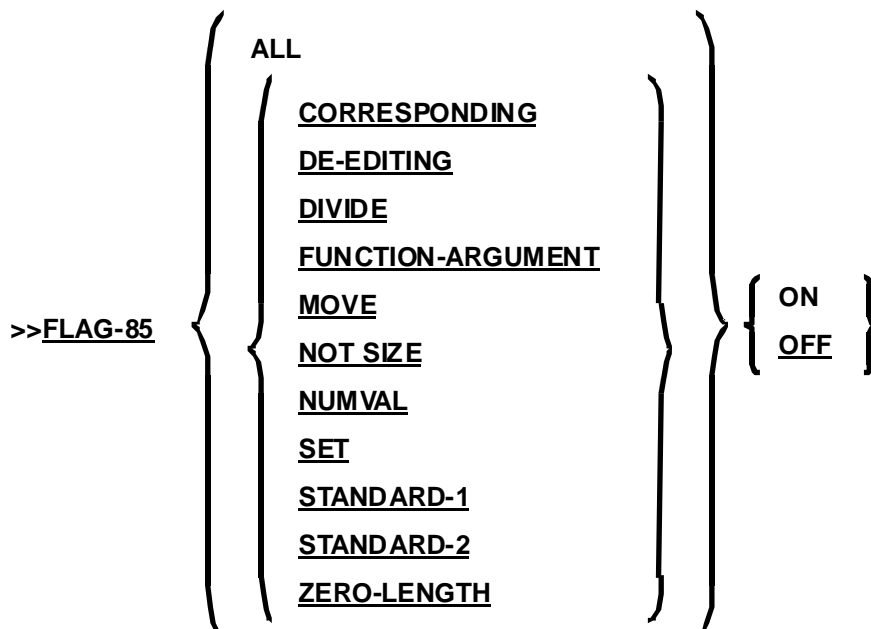 ALL
CORRESPONDING
DE-EDITING
DIVIDE
FUNCTION-ARGUMENT
MOVE
NOT SIZE
NUMVAL
SET
STANDARD-1
STANDARD-2
ZERO-LENGTH
>>FLAG-85
ON
OFF